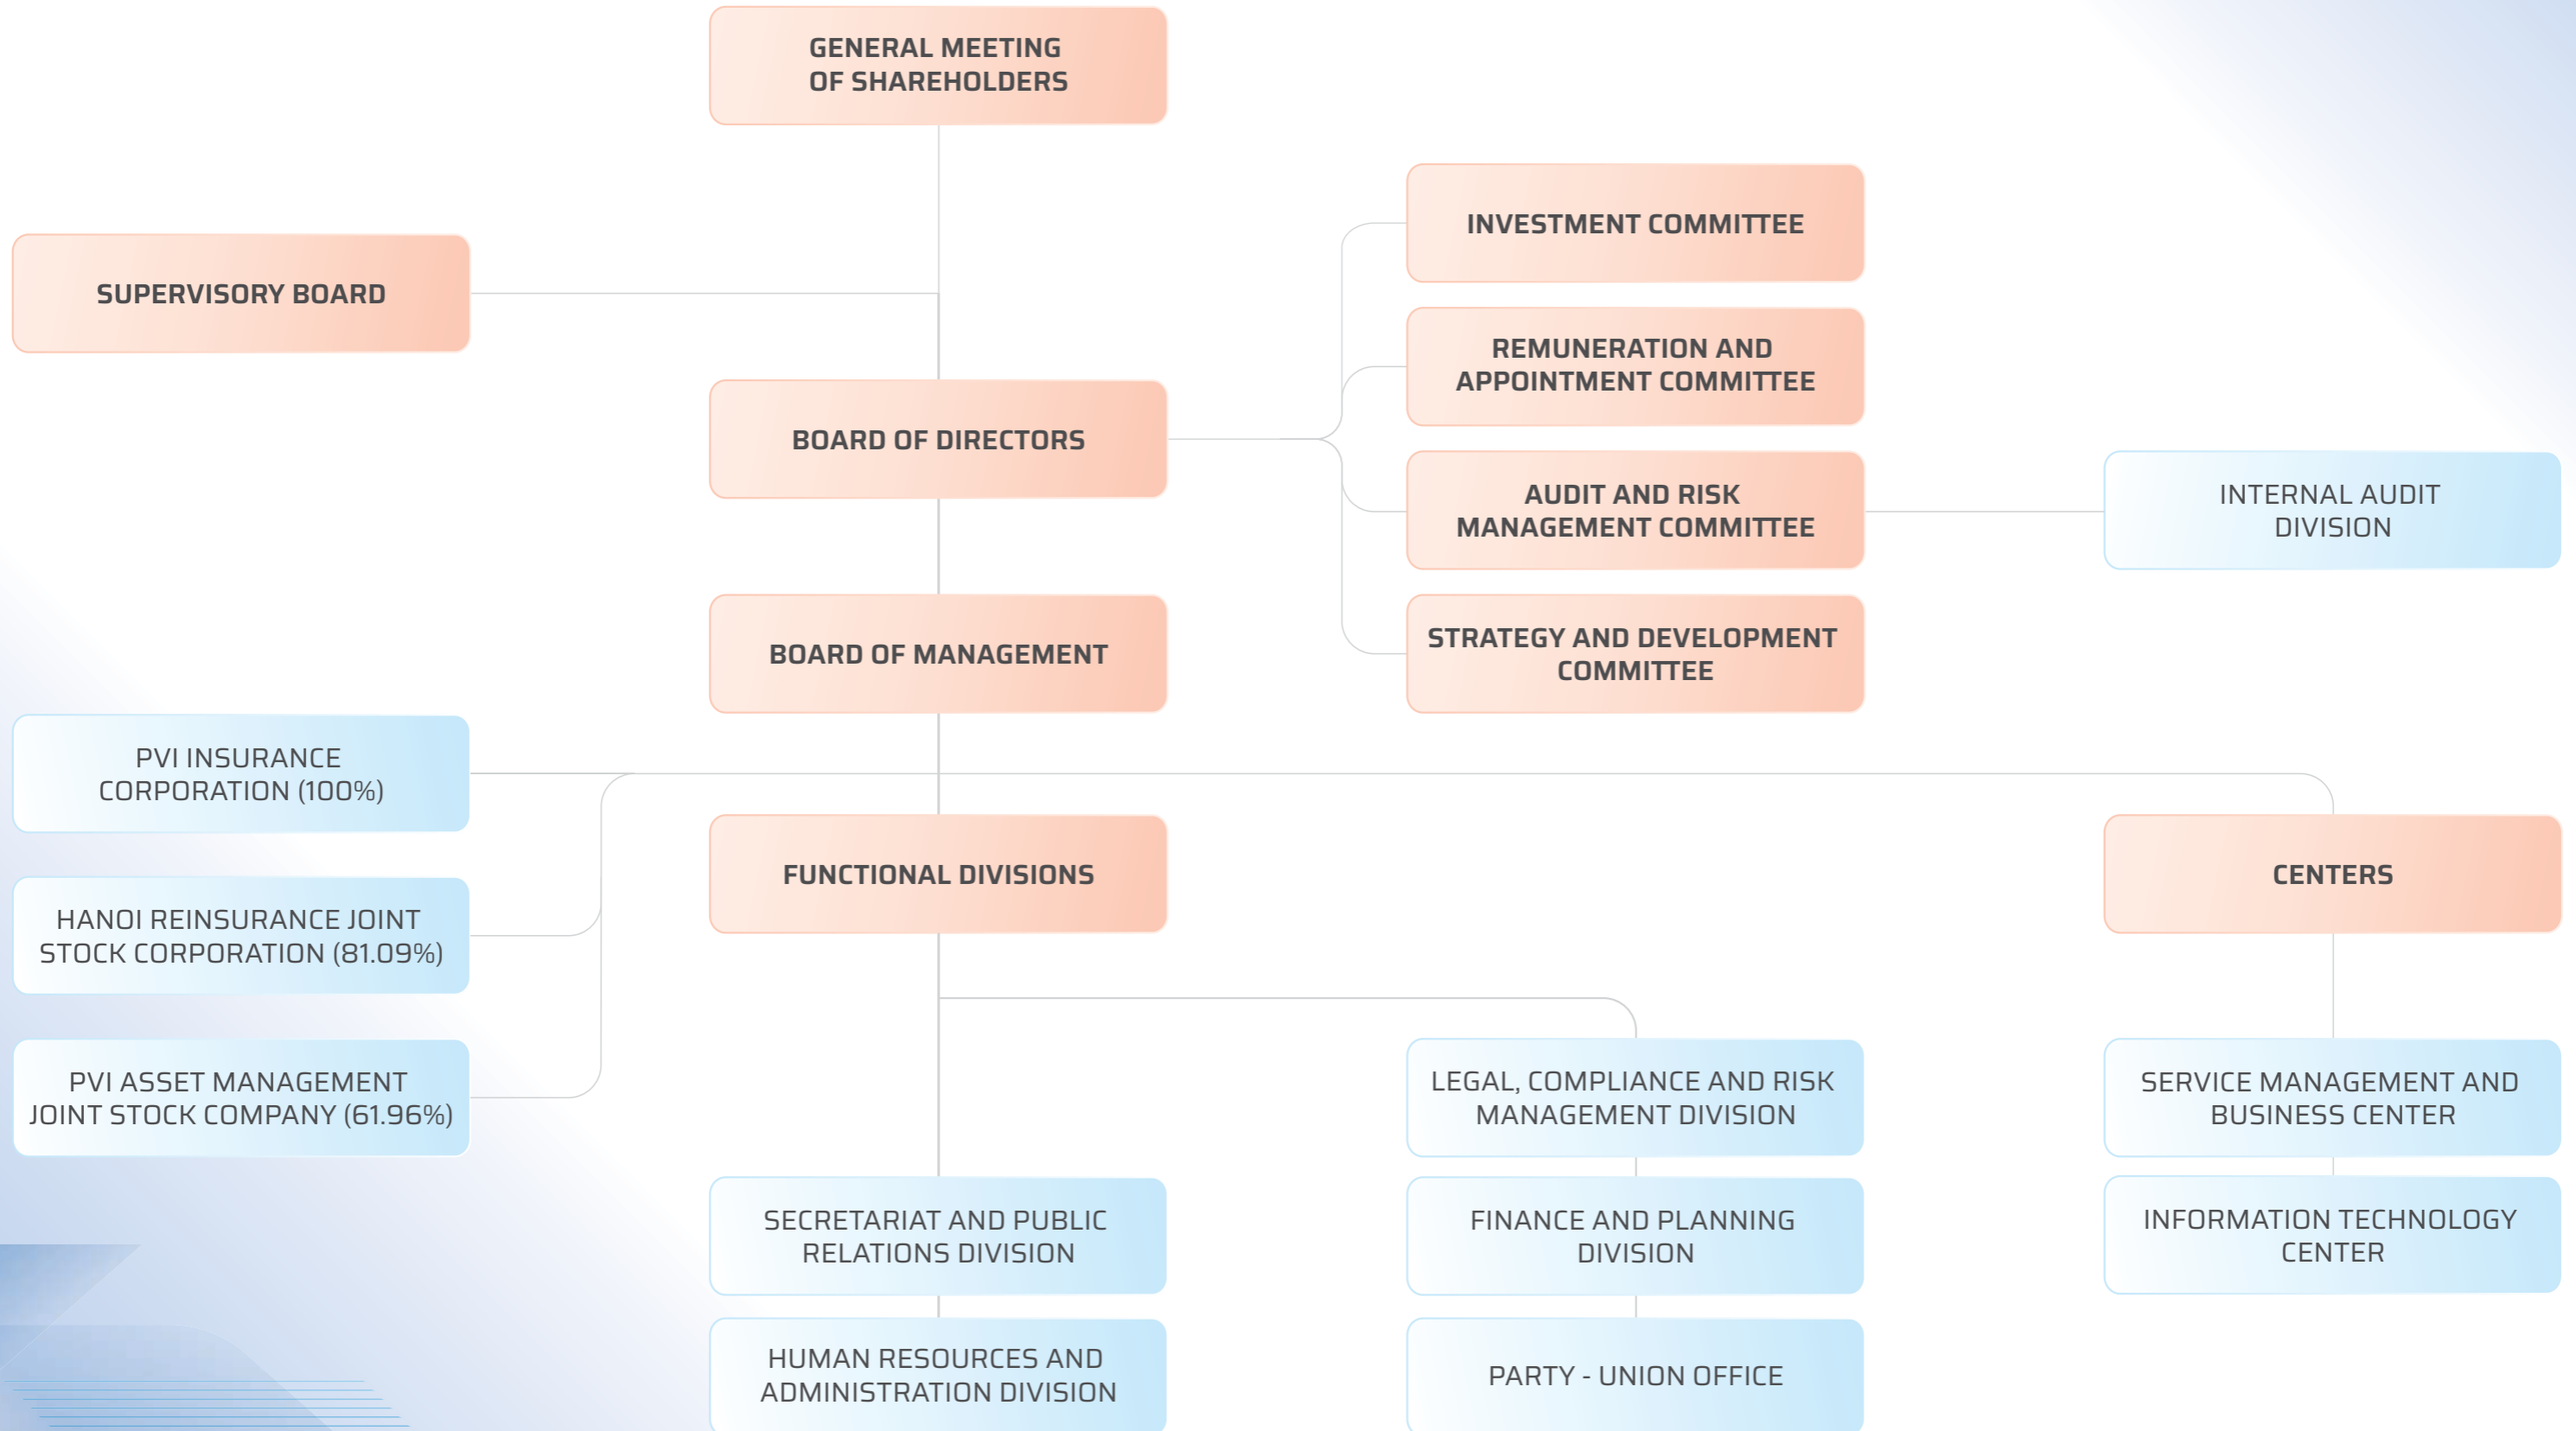 GENERAL MEETING
OF SHAREHOLDERS
SUPERVISORY BOARD
BOARD OF DIRECTORS
INVESTMENT COMMITTEE
REMUNERATION AND
APPOINTMENT COMMITTEE
AUDIT AND RISK
MANAGEMENT COMMITTEE
STRATEGY AND DEVELOPMENT
COMMITTEE
INTERNAL AUDIT
DIVISION
BOARD OF MANAGEMENT
PVI INSURANCE
CORPORATION (100%)
HANOI REINSURANCE JOINT
STOCK CORPORATION (81.09%)
PVI ASSET MANAGEMENT
JOINT STOCK COMPANY (61.96%)
FUNCTIONAL DIVISIONS
SECRETARIAT AND PUBLIC
RELATIONS DIVISION
HUMAN RESOURCES AND
ADMINISTRATION DIVISION
LEGAL, COMPLIANCE AND RISK
MANAGEMENT DIVISION
FINANCE AND PLANNING
DIVISION
PARTY - UNION OFFICE
CENTERS
SERVICE MANAGEMENT AND
BUSINESS CENTER
INFORMATION TECHNOLOGY
CENTER